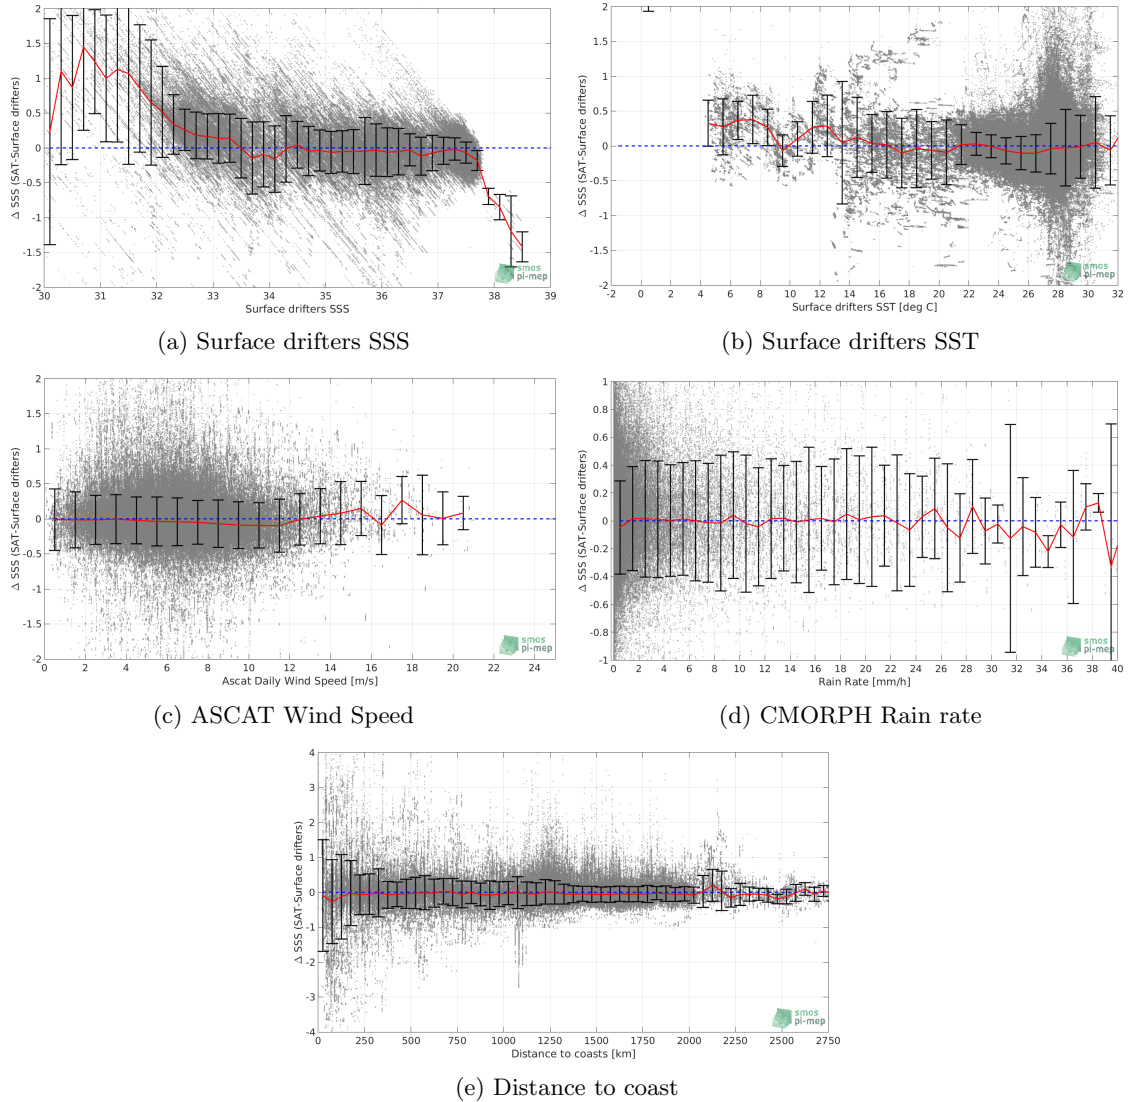 2
1.5
1
0.5
0
-0.5
-1
-1.5
-2
Δ SSS (SAT-Surface drifters)
30 31 32 33 34 35 36 37 38 39
Surface drifters SSS
smos
pi-mep
(a) Surface drifters SSS
2
1.5
1
0.5
0
-0.5
-1
-1.5
-2
Δ SSS (SAT-Surface drifters)
-2 0 2 4 6 8 10 12 14 16 18 20 22 24 26 28 30 32
Surface drifters SST [deg C]
smos
pi-mep
(b) Surface drifters SST
2
1.5
1
0.5
0
-0.5
-1
-1.5
-2
Δ SSS (SAT-Surface drifters)
0 2 4 6 8 10 12 14 16 18 20 22 24
Ascat Daily Wind Speed [m/s]
smos
pi-mep
(c) ASCAT Wind Speed
1
0.8
0.6
0.4
0.2
0
-0.2
-0.4
-0.6
-0.8
-1
Δ SSS (SAT-Surface drifters)
0 2 4 6 8 10 12 14 16 18 20 22 24 26 28 30 32 34 36 38 40
Rain Rate [mm/h]
smos
pi-mep
(d) CMORPH Rain rate
4
3
2
1
0
-1
-2
-3
-4
Δ SSS (SAT-Surface drifters)
0 250 500 750 1000 1250 1500 1750 2000 2250 2500 2750
Distance to coasts [km]
smos
pi-mep
(e) Distance to coast